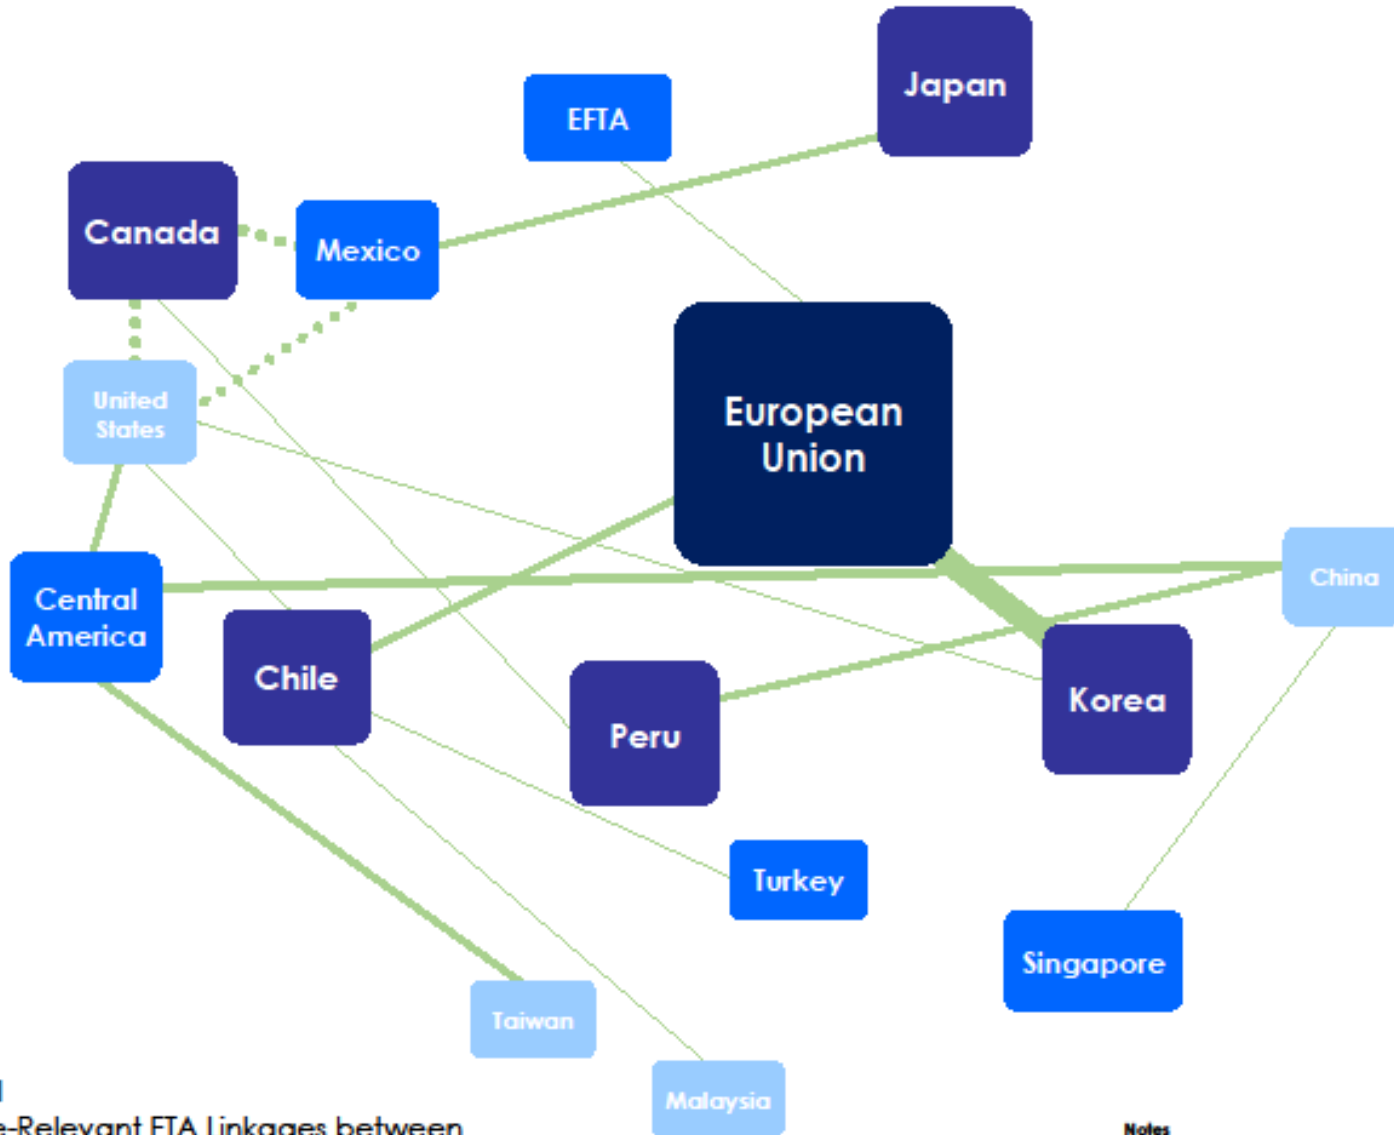 Japan
EFTA
Canada
Mexico
United
States
European
Union
China
Central
America
Chile
Peru
Korea
Turkey
Singapore
Taiwan
Malaysia
e-Relevant FTA Linkages between
Notes